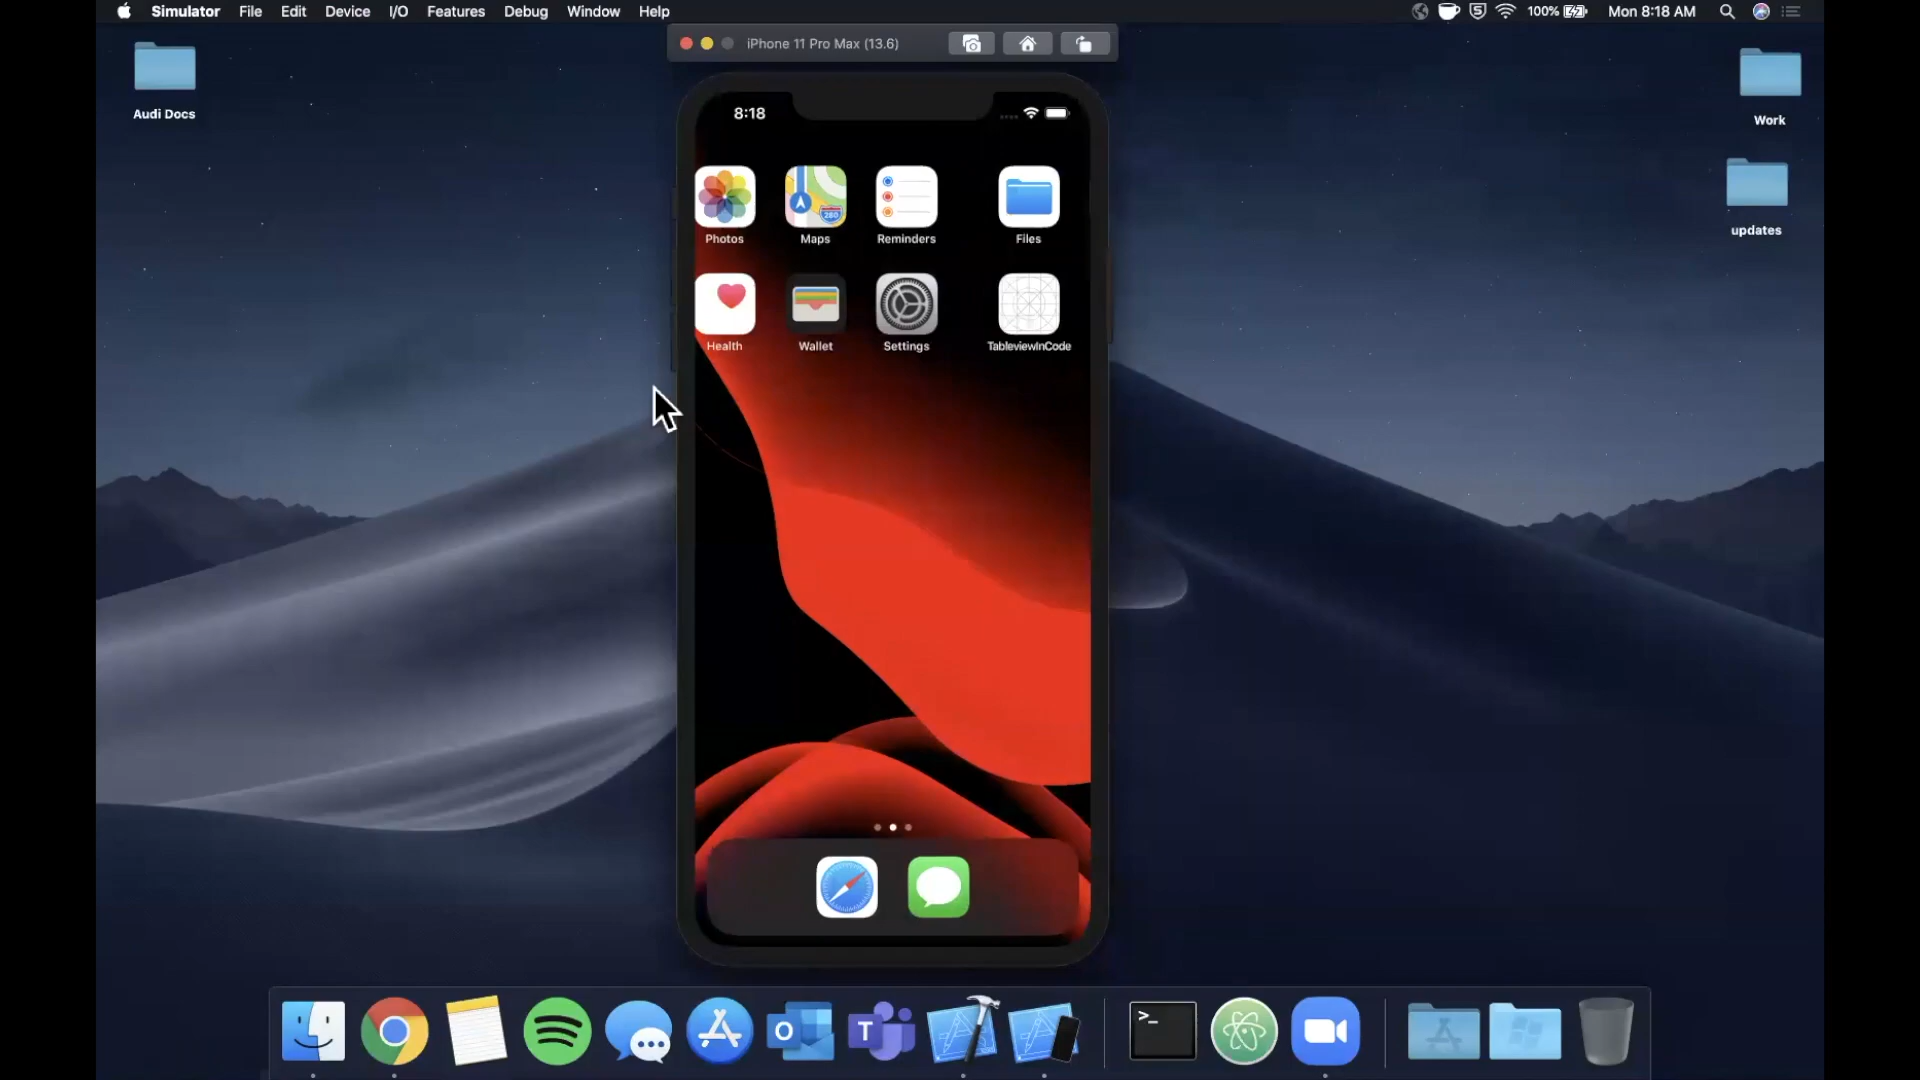 Simulator File Edit Device I/O Features Debug Window Help
100% Mon 8:18 AM
iPhone 11 Pro Max (13.6)
Audi Docs
Work
updates
8:18
Photos Maps Reminders Files
280
Health Wallet Settings TableviewInCode
O T >_